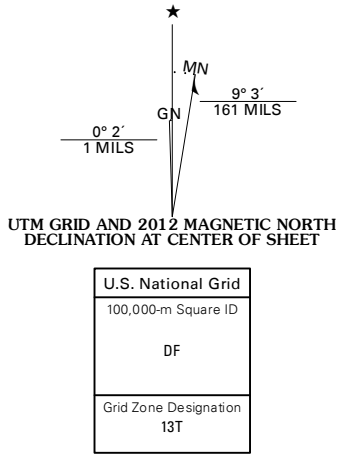 MN
GN
9° 3´
161 MILS
0° 2´
1 MILS
UTM GRID AND 2012 MAGNETIC NORTH
DECLINATION AT CENTER OF SHEET
U.S. National Grid
100,000-m Square ID
DF
Grid Zone Designation
13T